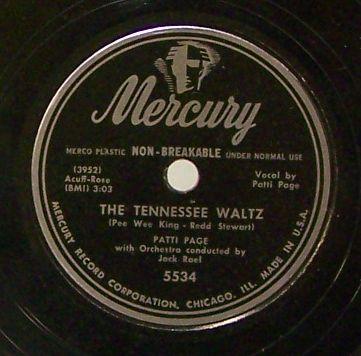 Mercury
MERCO PLASTIC NON-BREAKABLE UNDER NORMAL USE
(3952)
Acuff-Rose
(BMI) 3:03
Vocal by
Patti Page
THE TENNESSEE WALTZ
(Pee Wee King - Redd Stewart)
PATTI PAGE
with Orchestra conducted by
Jack Rael
5534
MERCURY RECORD CORPORATION, CHICAGO, ILL. MADE IN U.S.A.